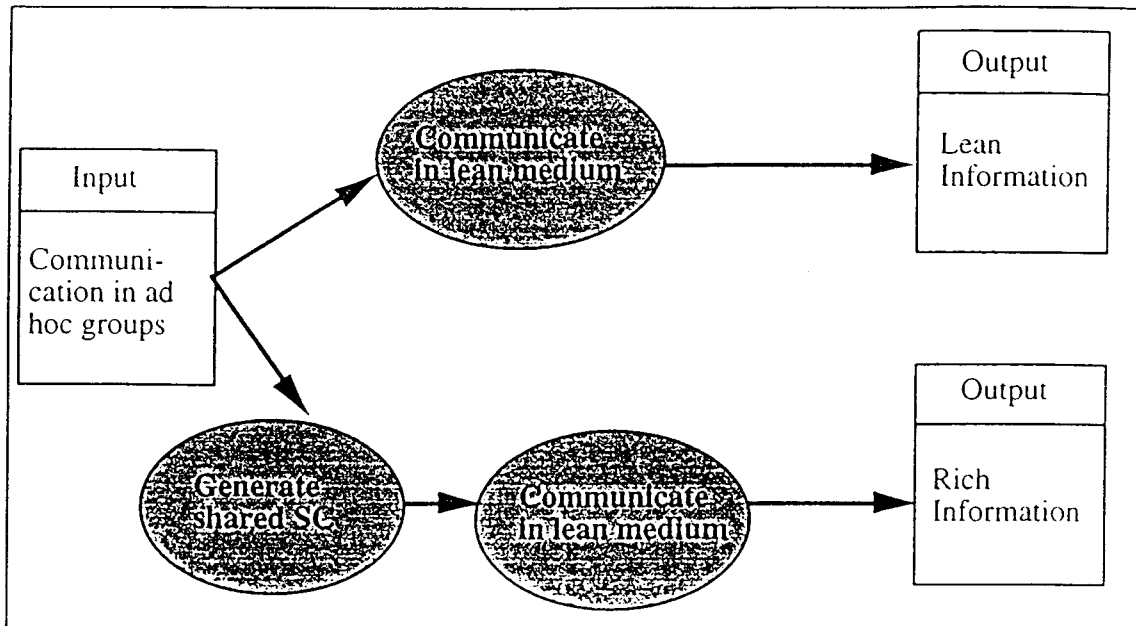 Input
Communi-
cation in ad
hoc groups
Communicate
in lean medium
Output
Lean
Information
Generate
shared SC
Communicate
in lean medium
Output
Rich
Information